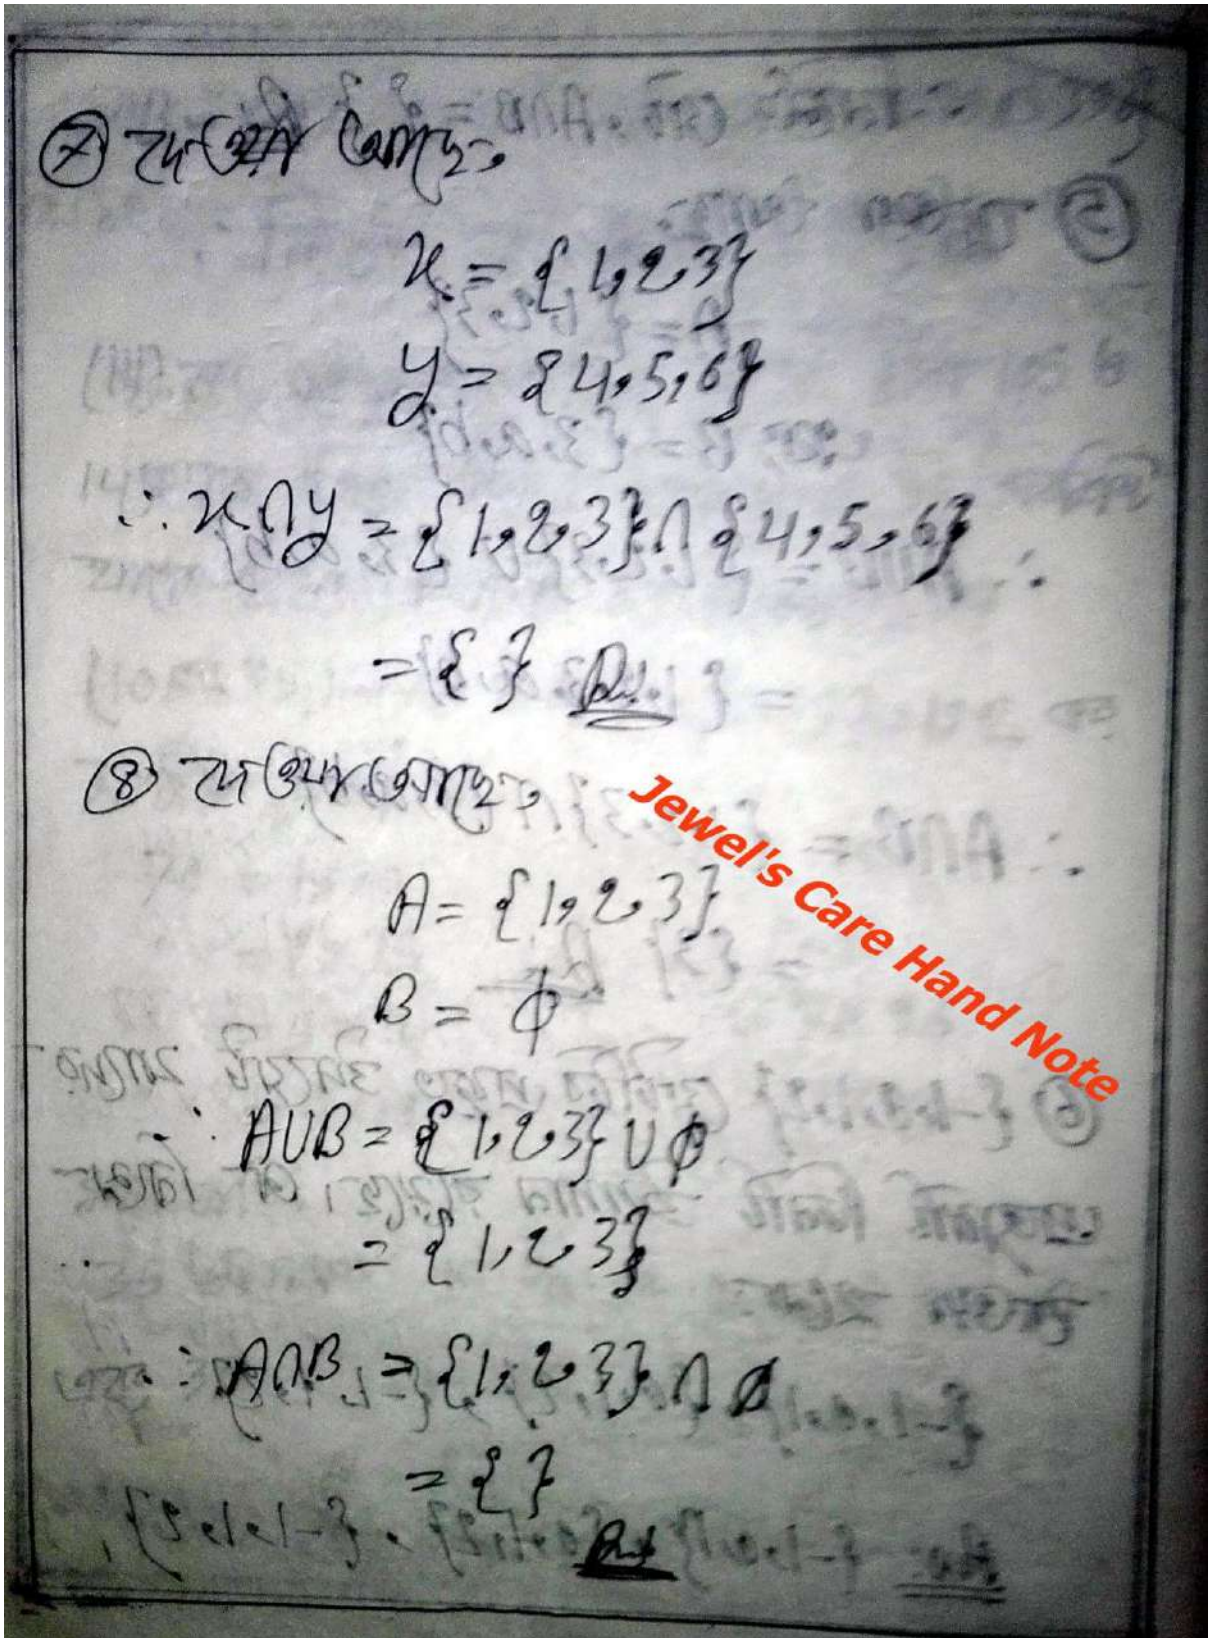 ⑦ দেওয়া আছে,
x = {1,2,3}
y = {4,5,6}
∴ x∩y = {1,2,3}∩{4,5,6}
= {} Ans.
⑧ দেওয়া আছে,
A = {1,2,3}
B = ϕ
∴ A∪B = {1,2,3} ∪ ϕ
= {1,2,3}
∴ A∩B = {1,2,3} ∩ ϕ
= {}
Ans
Jewel's Care Hand Note